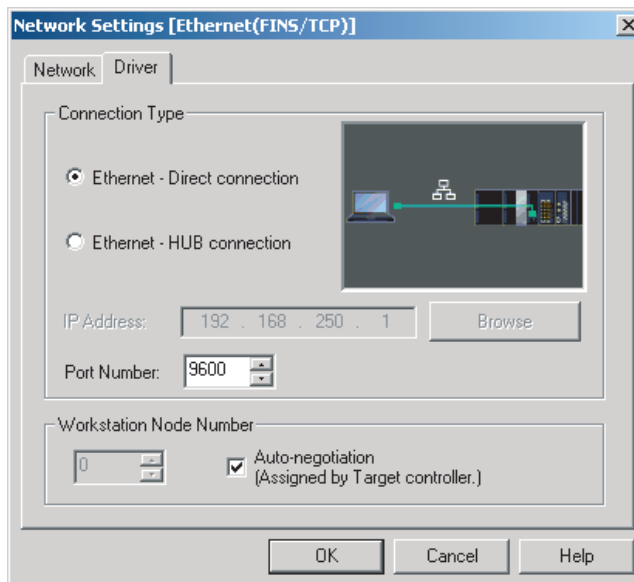 Network Settings [Ethernet(FINS/TCP)]
Network Driver
Connection Type
Ethernet - Direct connection
Ethernet - HUB connection
IP Address: 192 . 168 . 250 . 1 Browse
Port Number: 9600
Workstation Node Number
0 Auto-negotiation
(Assigned by Target controller.)
OK Cancel Help